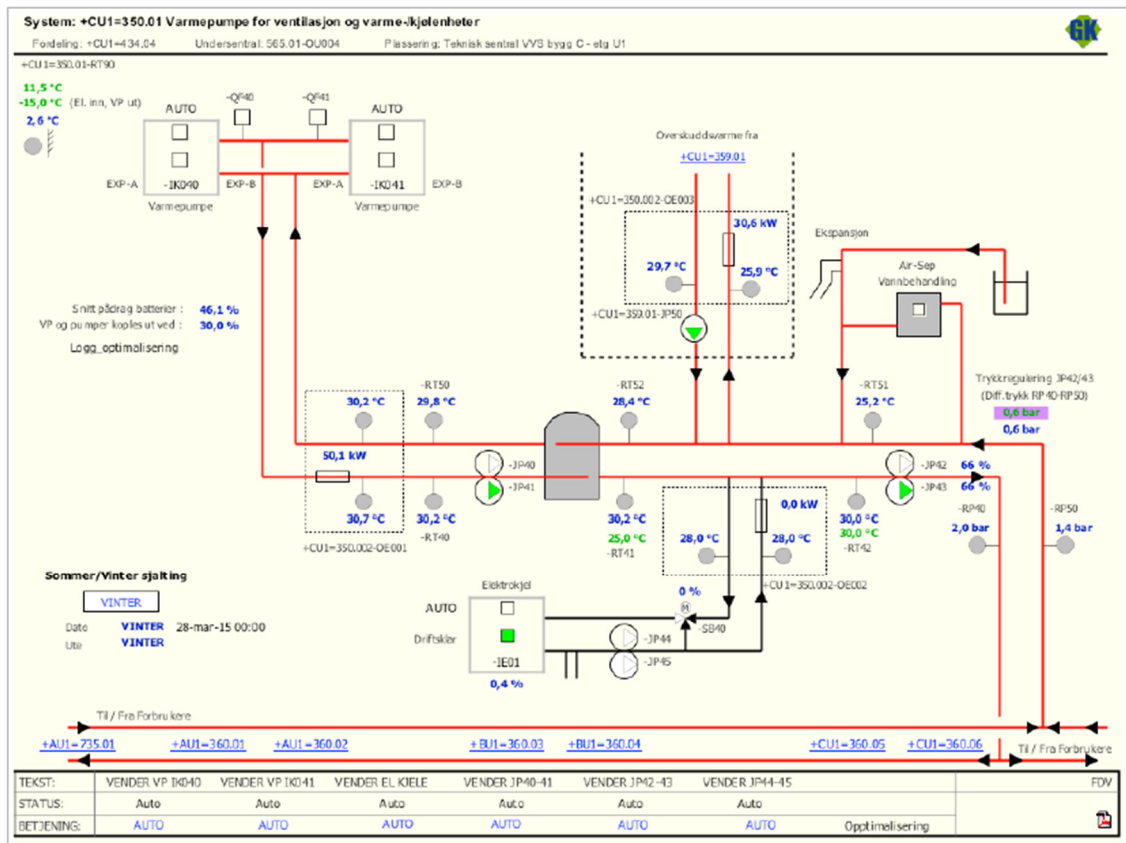 System: +CU1=350.01 Varmepumpe for ventilasjon og varme-/kjølenheter
GK
Fordeling: +CU1=434.04 Undersentral: 565.01-OU004 Plassering: Teknisk sentral VVS bygg C - etg U1
+CU1=350.01-RT90
11,5 °C
-15,0 °C (El. inn, VP ut)
2,6 °C
AUTO
-QF40
-QF41
AUTO
EXP-A
-IK040
EXP-B
EXP-A
-IK041
EXP-B
Varmepumpe
Varmepumpe
Overskuddsvarme fra
+CU1=359.01
+CU1=350.002-OE003
30,6 kW
29,7 °C
25,9 °C
+CU1=359.01-JP50
Ekspansjon
Air-Sep
Vannbehandling
Snitt pådrag batterier : 46,1 %
VP og pumper koples ut ved : 30,0 %
Logg_optimalisering
Trykkregulering JP42/43
(Diff.trykk RP40-RP50)
0,6 bar
0,6 bar
30,2 °C
-RT50
29,8 °C
-RT52
28,4 °C
-RT51
25,2 °C
50,1 kW
-JP40
-JP41
-JP42 66 %
-JP43 66 %
30,7 °C
30,2 °C
-RT40
+CU1=350.002-OE001
30,2 °C
25,0 °C
-RT41
0,0 kW
28,0 °C
28,0 °C
+CU1=350.002-OE002
30,0 °C
30,0 °C
-RT42
-RP40
2,0 bar
-RP50
1,4 bar
Sommer/Vinter sjalting
VINTER
Dato VINTER 28-mar-15 00:00
Ute VINTER
Elektrokjel
AUTO
Driftsklar
-IE01
0,4 %
0 %
M
-SB40
-JP44
-JP45
Til / Fra Forbrukere
+AU1=735.01 +AU1=360.01 +AU1=360.02 +BU1=360.03 +BU1=360.04 +CU1=360.05 +CU1=360.06
Til / Fra Forbrukere
TEKST: VENDER VP IK040 VENDER VP IK041 VENDER EL KJELE VENDER JP40-41 VENDER JP42-43 VENDER JP44-45 FDV
STATUS: Auto Auto Auto Auto Auto Auto
BETJENING: AUTO AUTO AUTO AUTO AUTO AUTO Opptimalisering